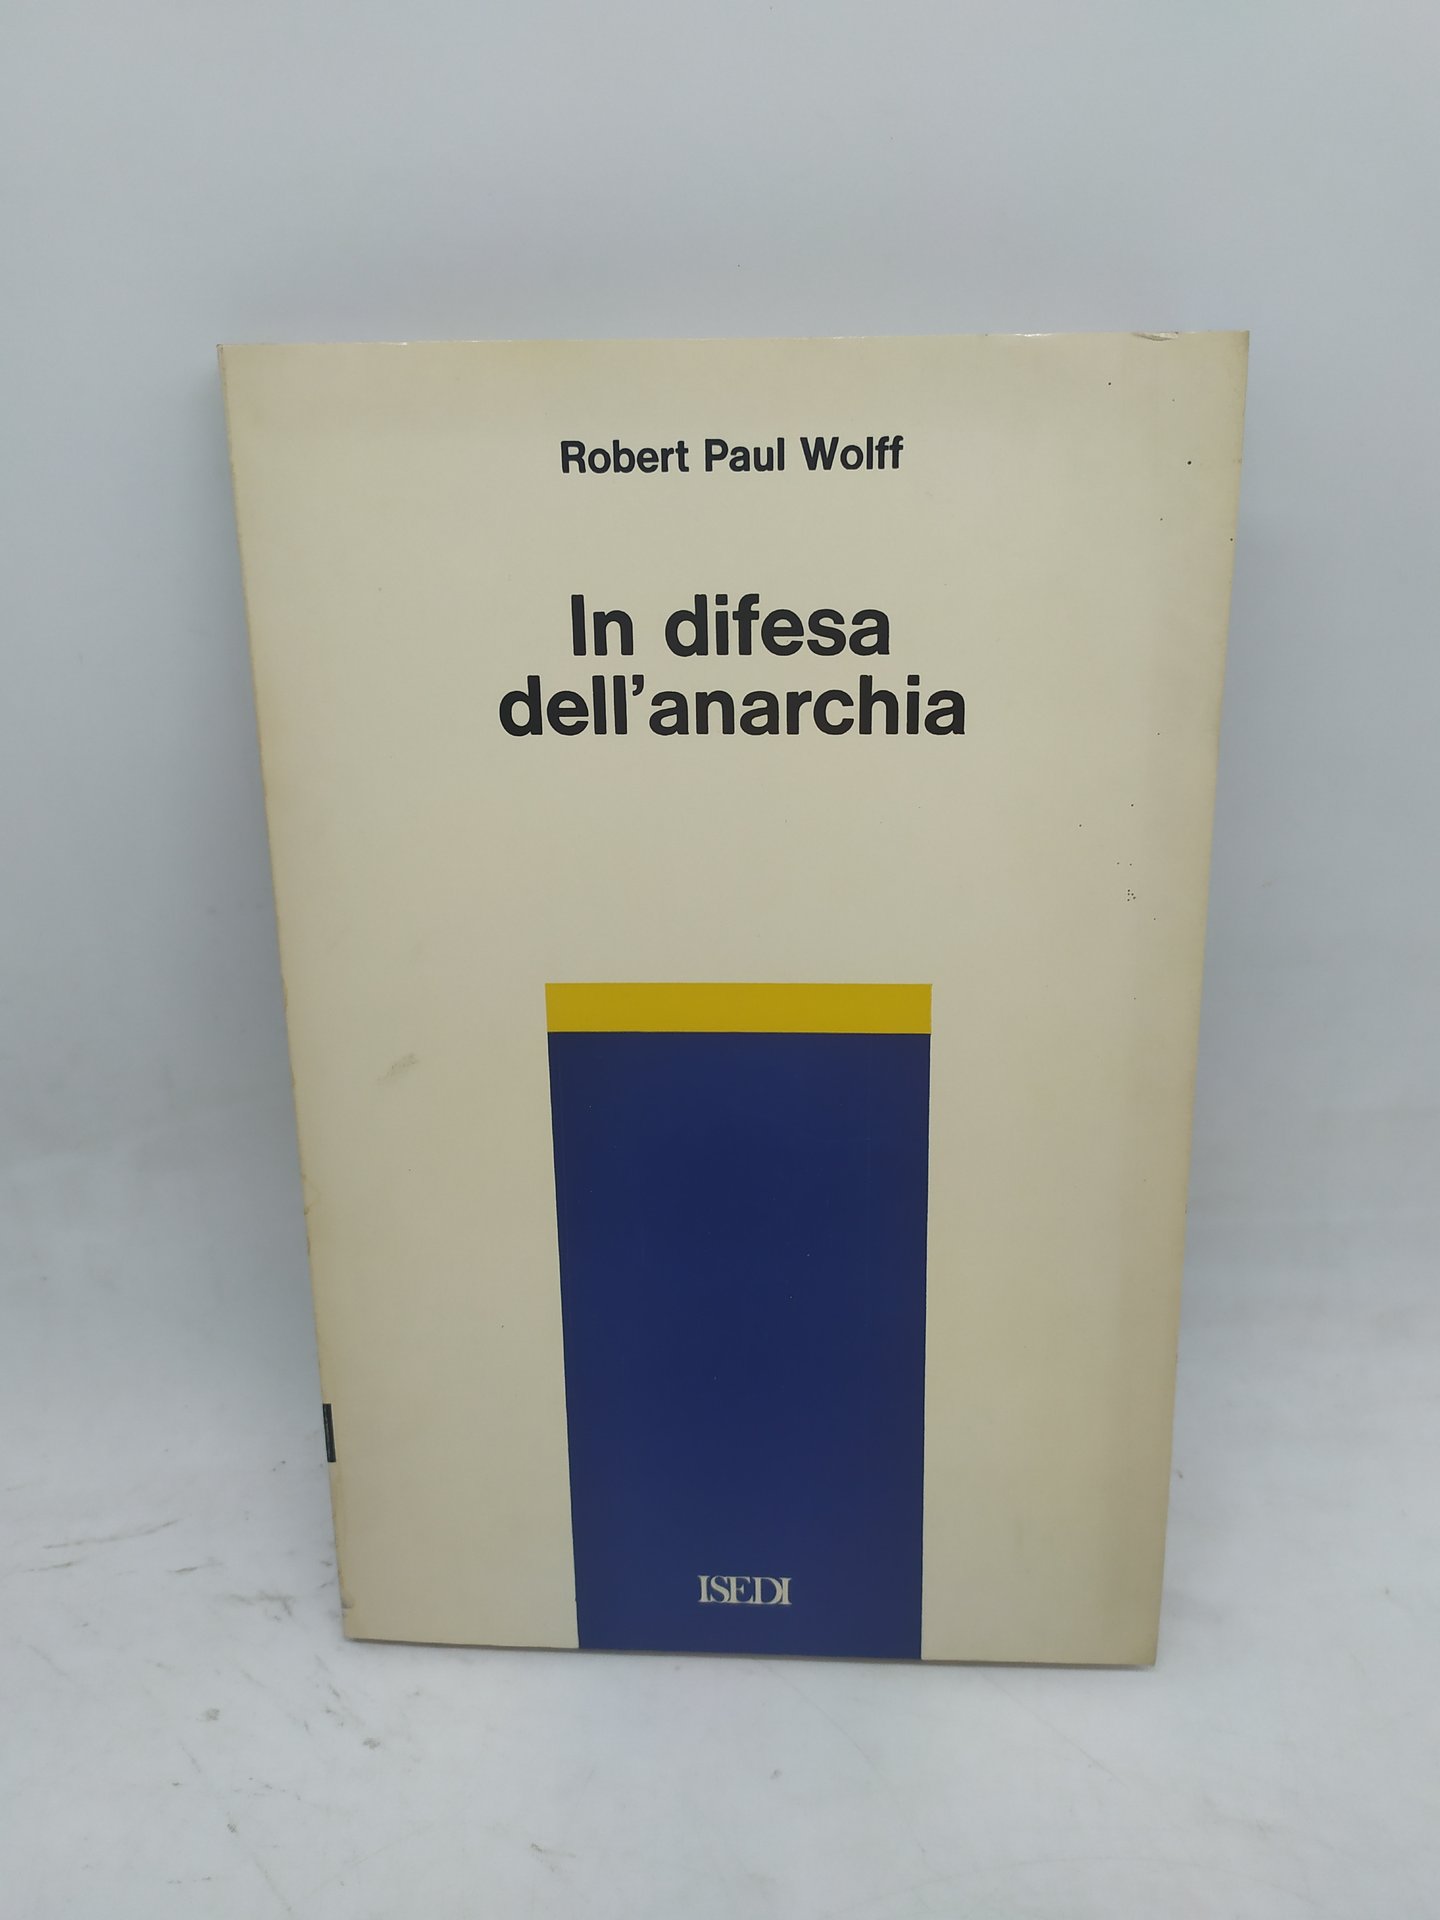 Robert Paul Wolff
In difesa
dell'anarchia
ISEDI